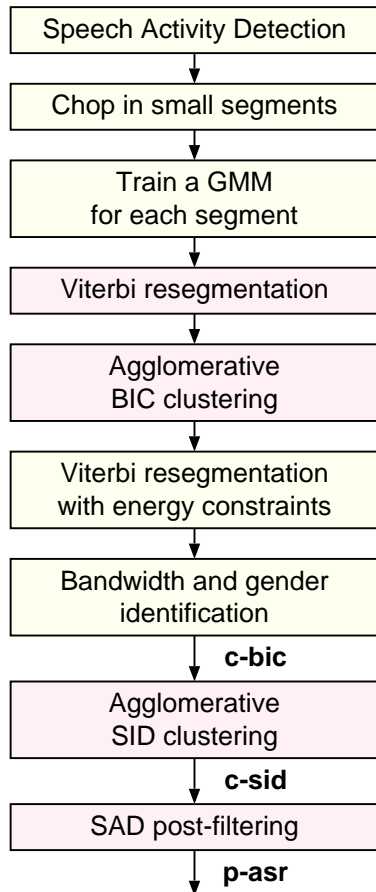 Speech Activity Detection
Chop in small segments
Train a GMM
for each segment
Viterbi resegmentation
Agglomerative
BIC clustering
Viterbi resegmentation
with energy constraints
Bandwidth and gender
identification
c-bic
Agglomerative
SID clustering
c-sid
SAD post-filtering
p-asr